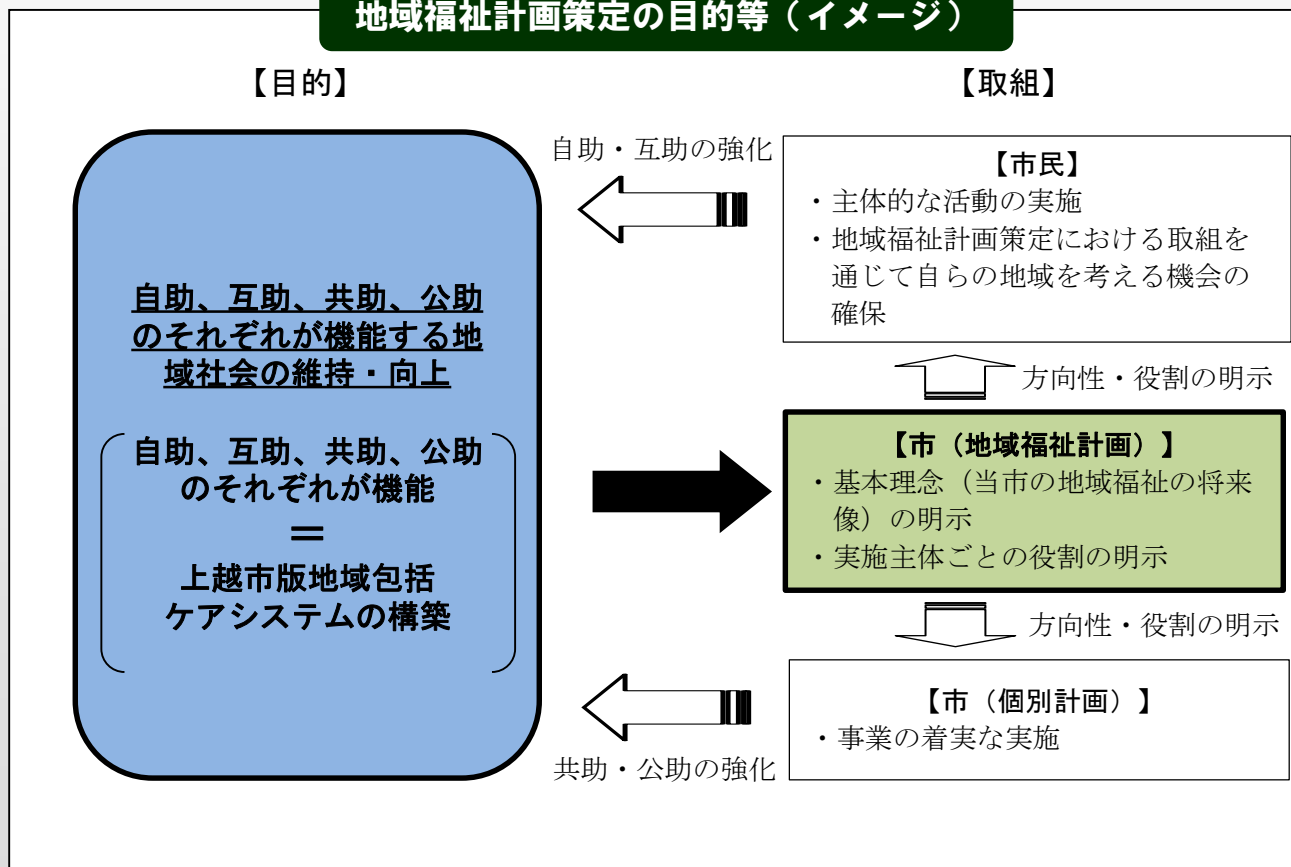 地域福祉計画策定の目的等（イメージ）
【目的】
自助、互助、共助、公助
のそれぞれが機能する地
域社会の維持・向上
自助、互助、共助、公助
のそれぞれが機能
＝
上越市版地域包括
ケアシステムの構築
【取組】
自助・互助の強化
【市民】
・主体的な活動の実施
・地域福祉計画策定における取組を
通じて自らの地域を考える機会の
確保
方向性・役割の明示
【市（地域福祉計画）】
・基本理念（当市の地域福祉の将来
像）の明示
・実施主体ごとの役割の明示
方向性・役割の明示
【市（個別計画）】
・事業の着実な実施
共助・公助の強化